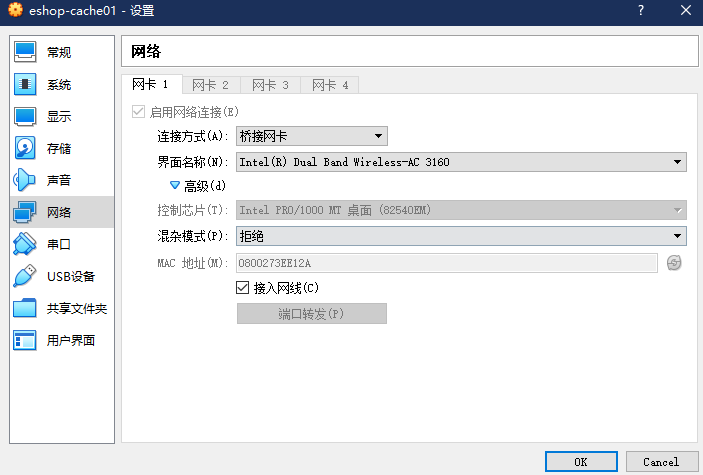 eshop-cache01 - 设置
?
常规
系统
显示
存储
声音
网络
串口
USB设备
共享文件夹
用户界面
网络
网卡 1 网卡 2 网卡 3 网卡 4
启用网络连接(E)
连接方式(A): 桥接网卡
界面名称(N): Intel(R) Dual Band Wireless-AC 3160
高级(d)
控制芯片(T): Intel PRO/1000 MT 桌面 (82540EM)
混杂模式(P): 拒绝
MAC 地址(M): 0800273EE12A
接入网线(C)
端口转发(P)
OK Cancel